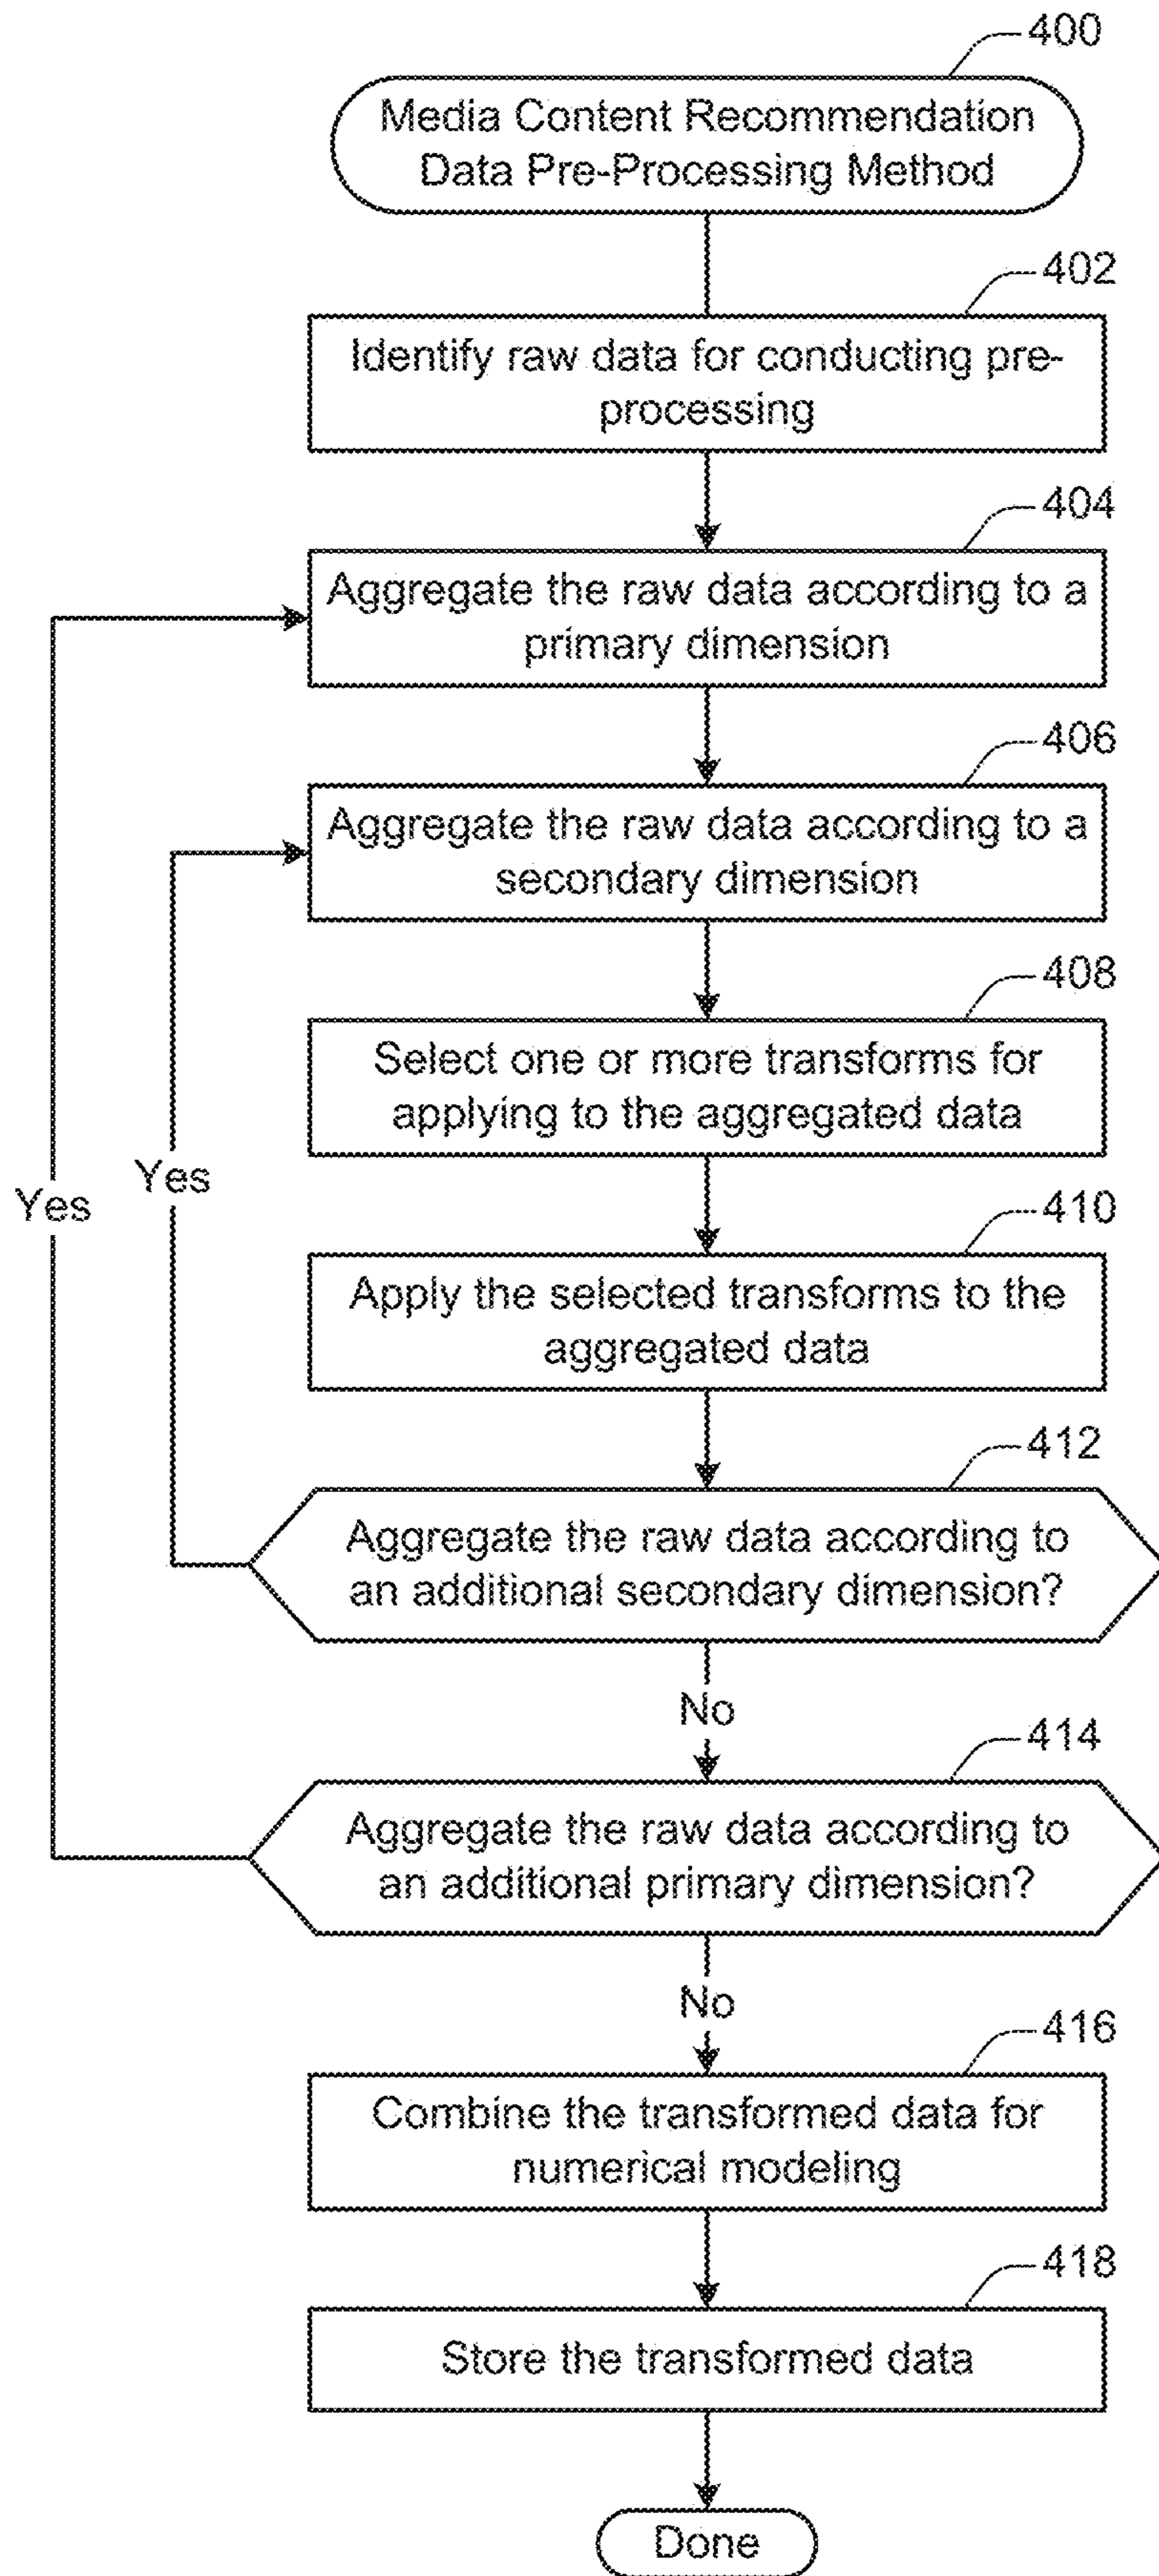 400
Media Content Recommendation
Data Pre-Processing Method
402
Identify raw data for conducting pre-
processing
404
Aggregate the raw data according to a
primary dimension
406
Aggregate the raw data according to a
secondary dimension
408
Select one or more transforms for
applying to the aggregated data
Yes
Yes
410
Apply the selected transforms to the
aggregated data
412
Aggregate the raw data according to
an additional secondary dimension?
No
414
Aggregate the raw data according to
an additional primary dimension?
No
416
Combine the transformed data for
numerical modeling
418
Store the transformed data
Done